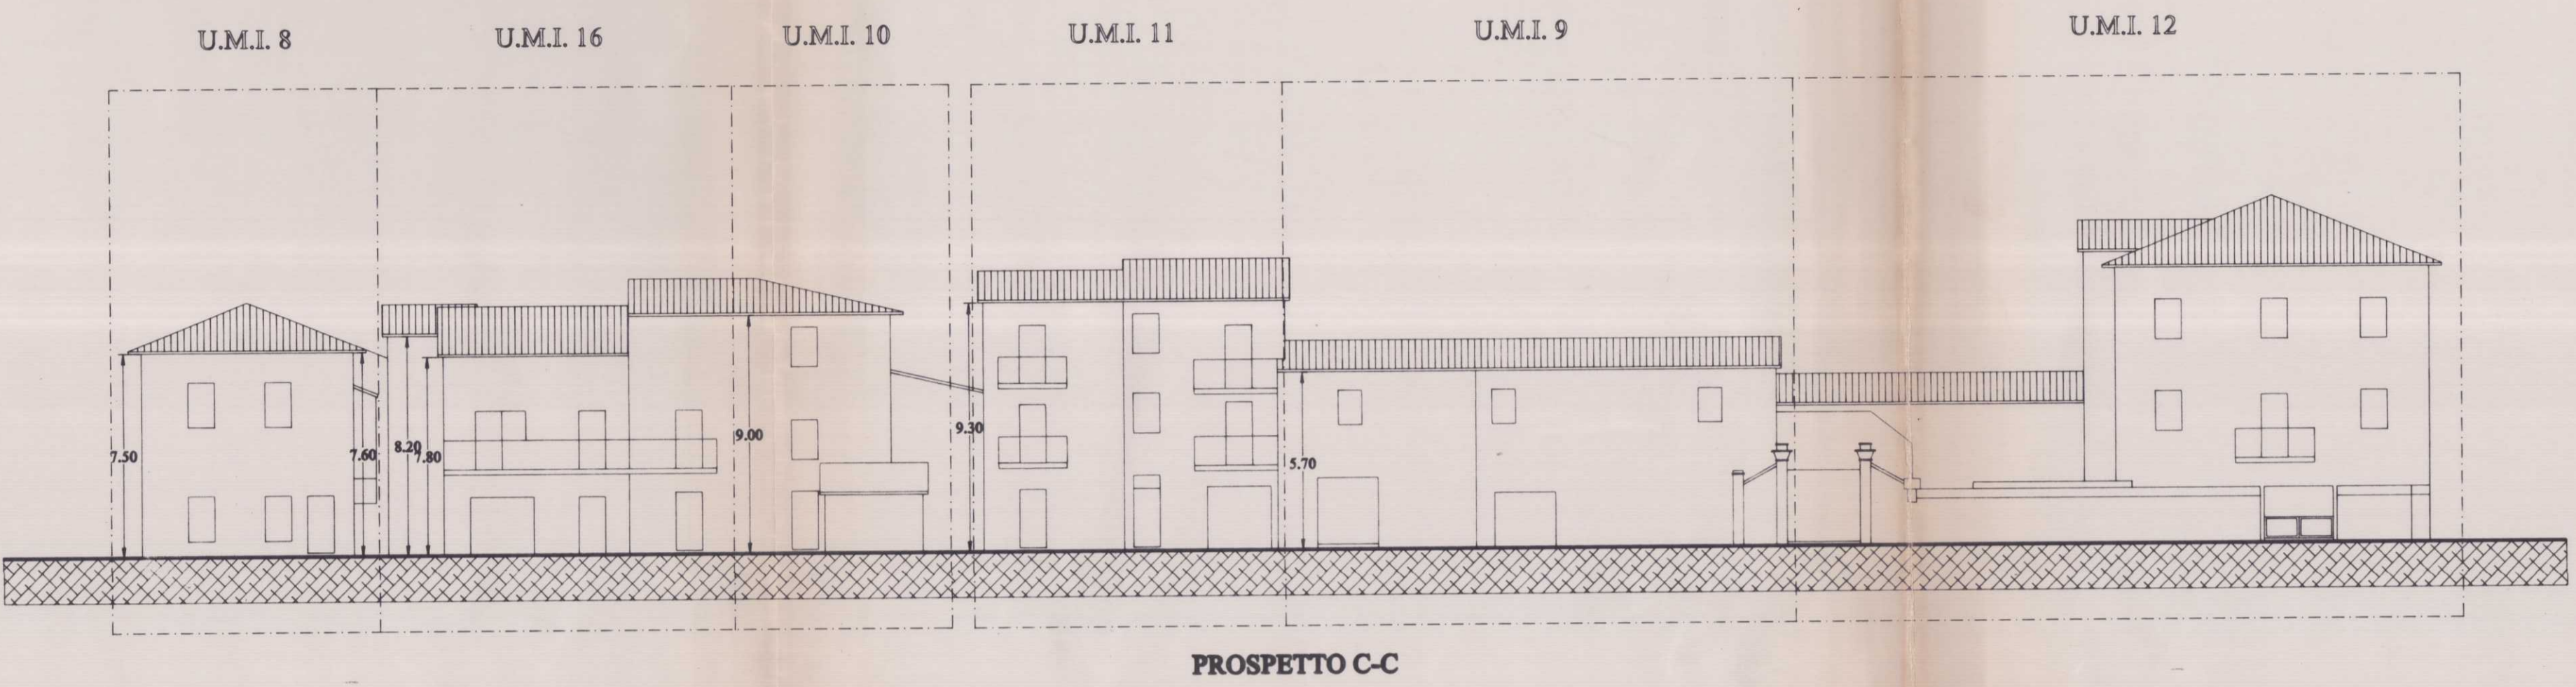 U.M.I. 8
U.M.I. 16
U.M.I. 10
U.M.I. 11
U.M.I. 9
U.M.I. 12
7.50
7.60
8.20
7.80
9.00
9.30
5.70
PROSPETTO C-C